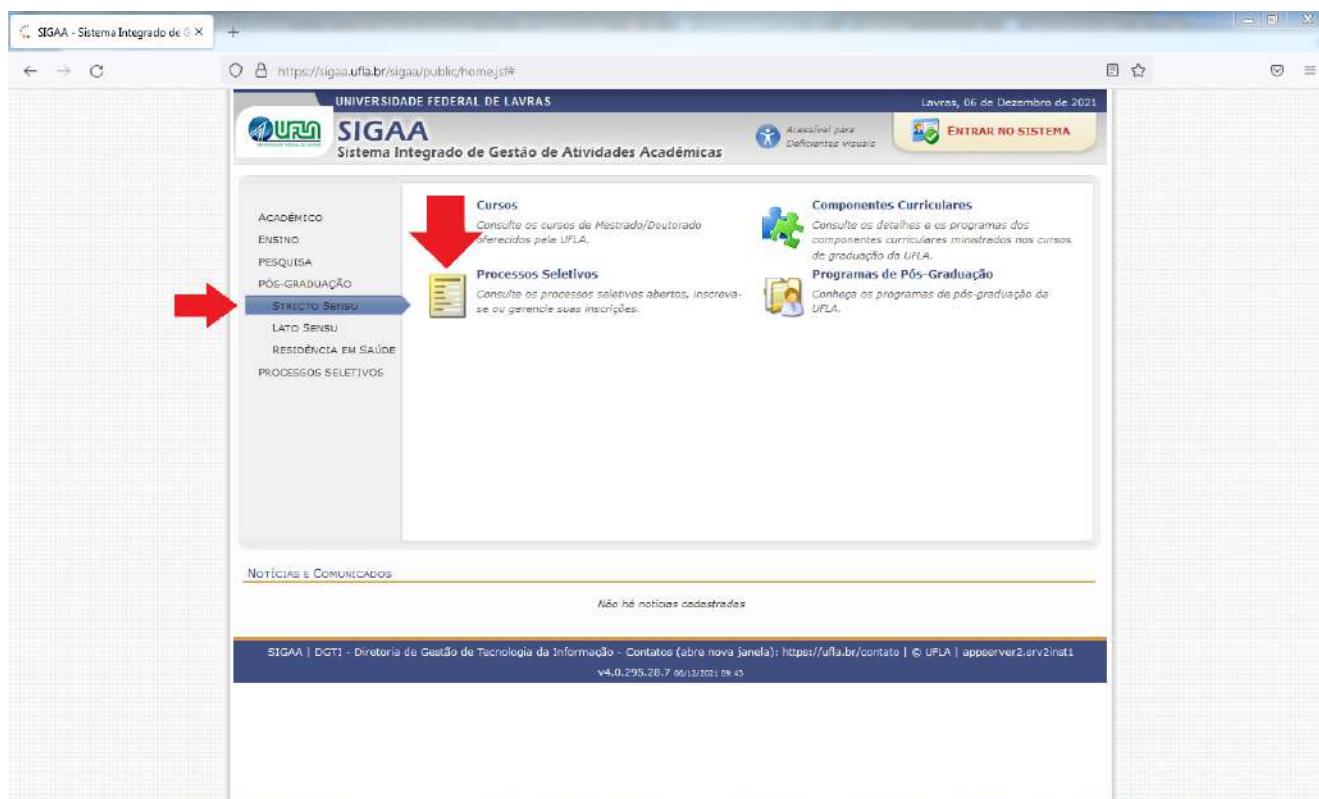 SIGAA - Sistema Integrado de G
https://sigaa.ufla.br/sigaa/public/home.jsf#
UNIVERSIDADE FEDERAL DE LAVRAS
Lavras, 06 de Dezembro de 2021
UFLA
SIGAA
Sistema Integrado de Gestão de Atividades Acadêmicas
Acessível para
Deficientes visuais
ENTRAR NO SISTEMA
ACADÊMICO
ENSINO
PESQUISA
PÓS-GRADUAÇÃO
STRICTO SENSU
LATO SENSU
RESIDÊNCIA EM SAÚDE
PROCESSOS SELETIVOS
Cursos
Consulte os cursos de Mestrado/Doutorado
oferecidos pela UFLA.
Componentes Curriculares
Consulte os detalhes e os programas dos
componentes curriculares ministrados nos cursos
de graduação da UFLA.
Processos Seletivos
Consulte os processos seletivos abertos, inscreva-
se ou gerencie suas inscrições.
Programas de Pós-Graduação
Conheça os programas de pós-graduação da
UFLA.
NOTÍCIAS E COMUNICADOS
Não há notícias cadastradas
SIGAA | DGTI - Diretoria de Gestão de Tecnologia da Informação - Contatos (abre nova janela): https://ufla.br/contato | © UFLA | appserver2.srv2inst1
v4.0.295.28.7 06/12/2021 09:43